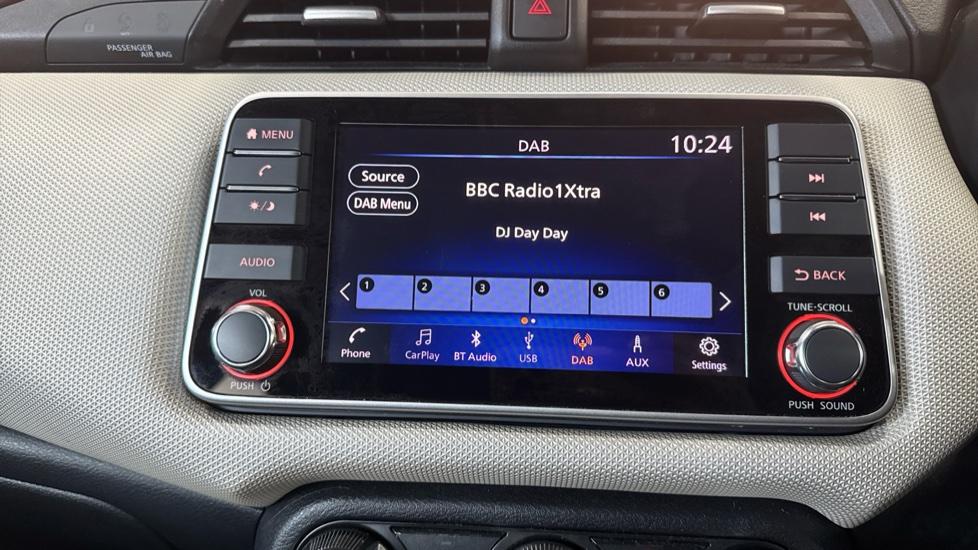 PASSENGER
AIR BAG
MENU
AUDIO
VOL
PUSH
DAB
10:24
Source
DAB Menu
BBC Radio1Xtra
DJ Day Day
1 2 3 4 5 6
Phone CarPlay BT Audio USB DAB AUX Settings
BACK
TUNE·SCROLL
PUSH SOUND